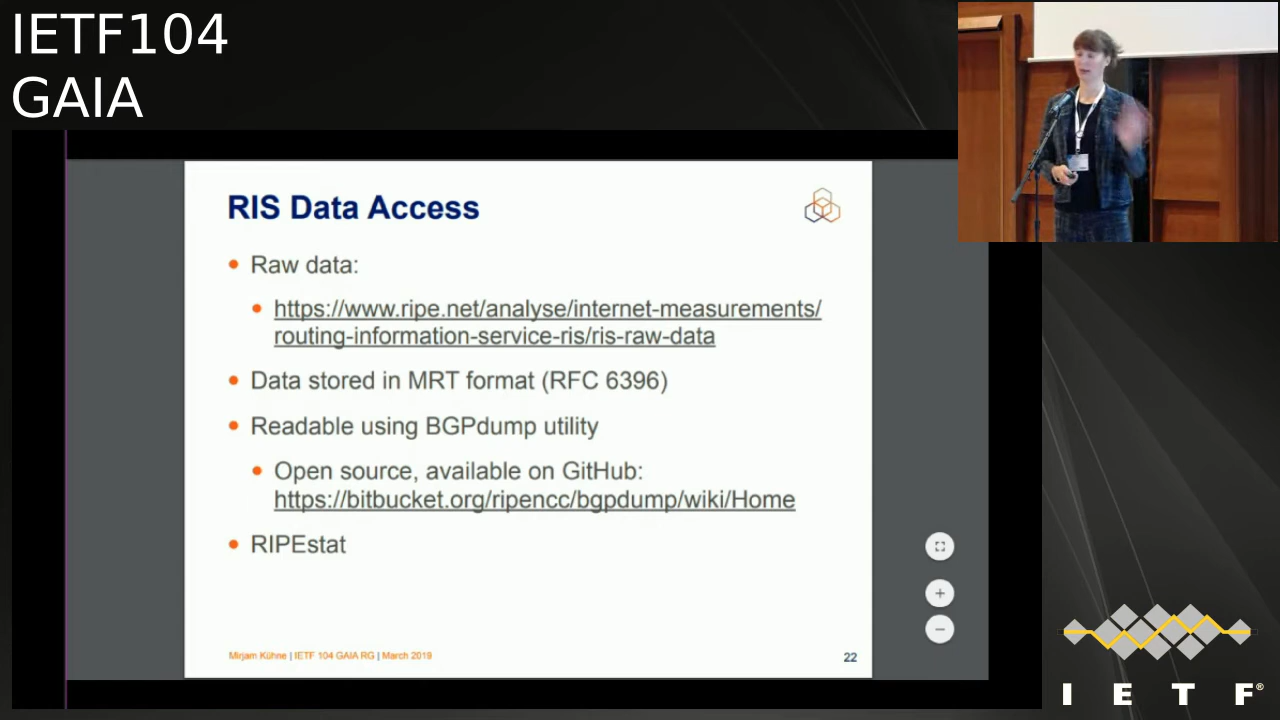 IETF104
GAIA
RIS Data Access
Raw data:
https://www.ripe.net/analyse/internet-measurements/
routing-information-service-ris/ris-raw-data
Data stored in MRT format (RFC 6396)
Readable using BGPdump utility
Open source, available on GitHub:
https://bitbucket.org/ripencc/bgpdump/wiki/Home
RIPEstat
Mirjam Kühne | IETF 104 GAIA RG | March 2019
22
I E T F®